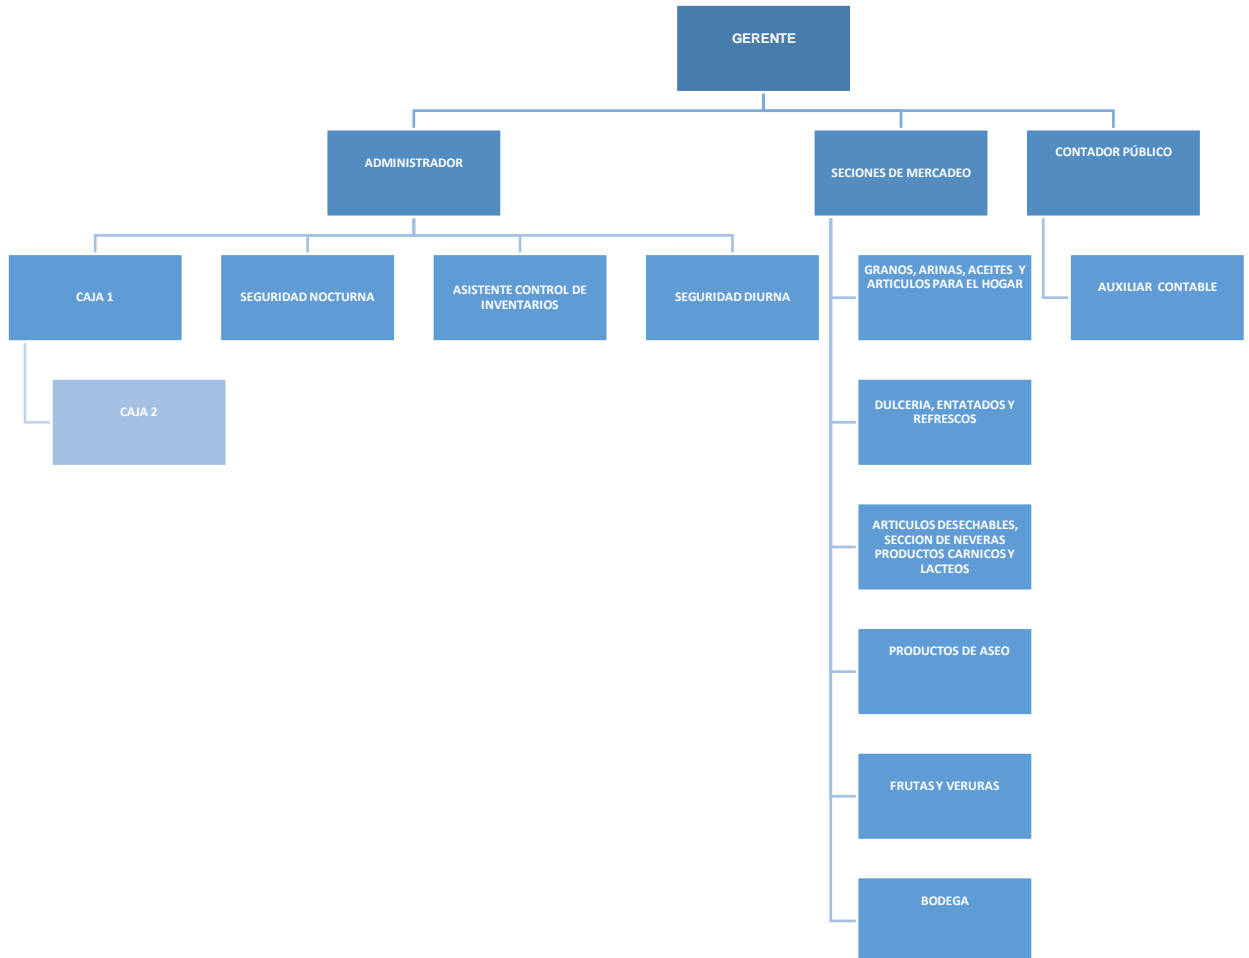 GERENTE
ADMINISTRADOR
SECIONES DE MERCADEO
CONTADOR PÚBLICO
CAJA 1
SEGURIDAD NOCTURNA
ASISTENTE CONTROL DE
INVENTARIOS
SEGURIDAD DIURNA
GRANOS, ARINAS, ACEITES Y
ARTICULOS PARA EL HOGAR
AUXILIAR CONTABLE
CAJA 2
DULCERIA, ENTATADOS Y
REFRESCOS
ARTICULOS DESECHABLES,
SECCION DE NEVERAS
PRODUCTOS CARNICOS Y
LACTEOS
PRODUCTOS DE ASEO
FRUTAS Y VERURAS
BODEGA